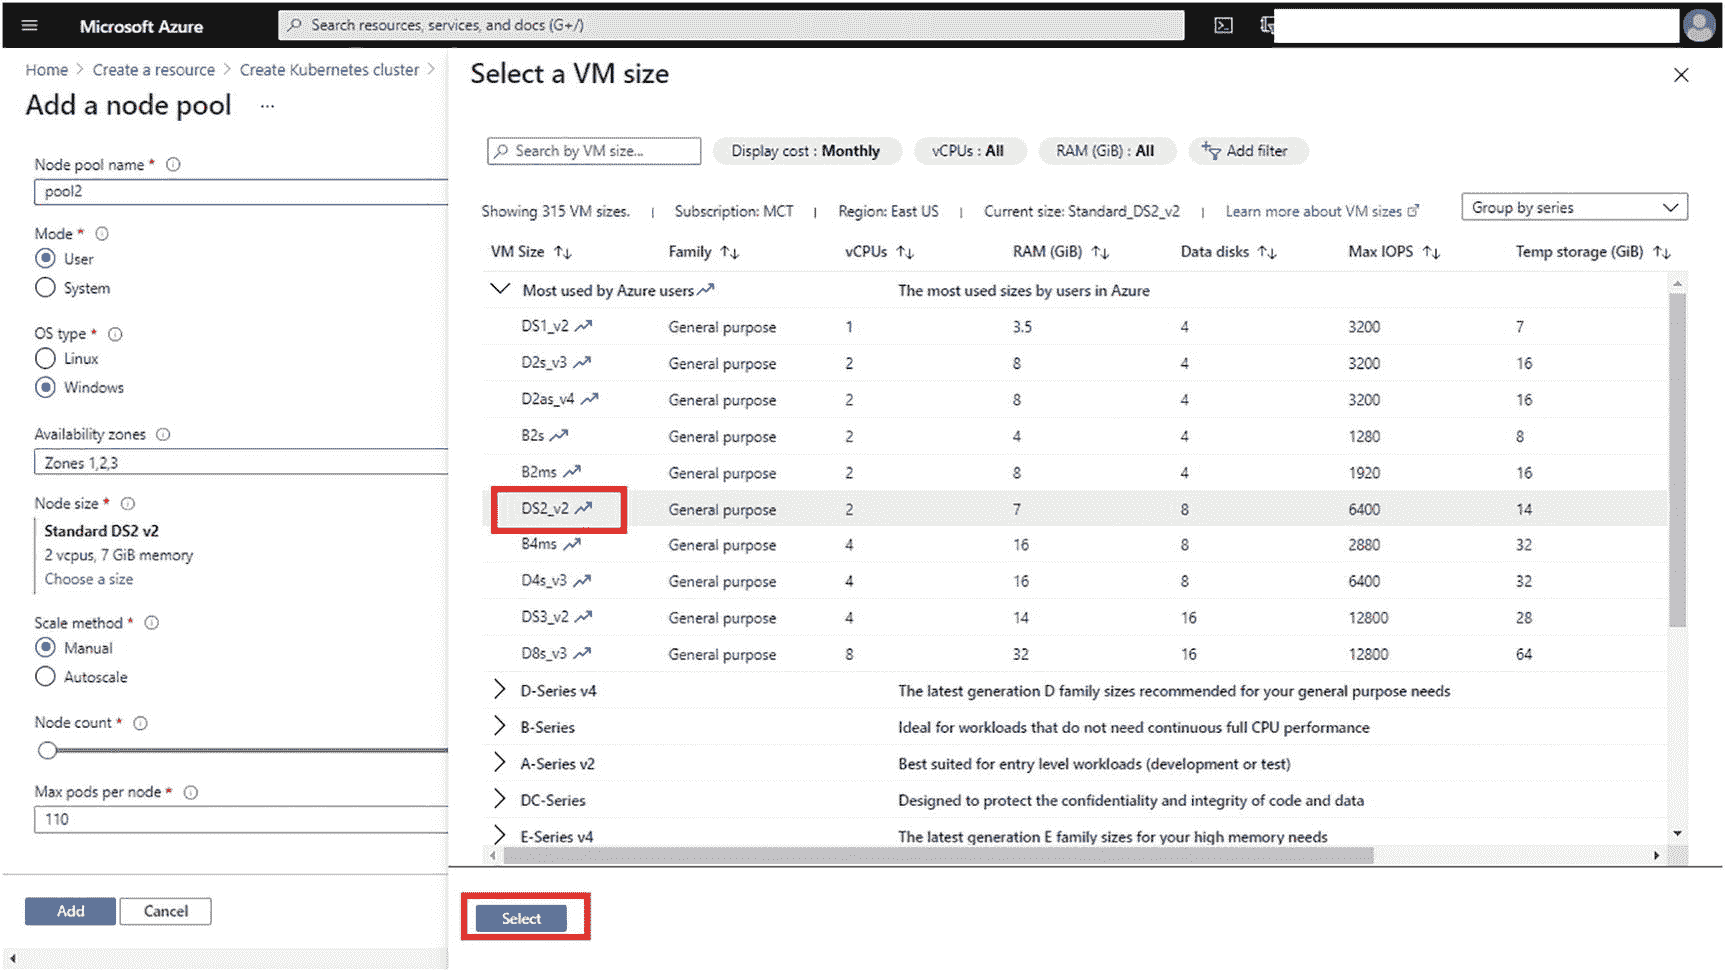 Microsoft Azure
Search resources, services, and docs (G+/)
Home > Create a resource > Create Kubernetes cluster >
Add a node pool ...
Node pool name *
pool2
Mode *
User
System
OS type *
Linux
Windows
Availability zones
Zones 1,2,3
Node size *
Standard DS2 v2
2 vcpus, 7 GiB memory
Choose a size
Scale method *
Manual
Autoscale
Node count *
Max pods per node *
110
Add Cancel
Select a VM size
Search by VM size... Display cost : Monthly vCPUs : All RAM (GiB) : All Add filter
Showing 315 VM sizes. | Subscription: MCT | Region: East US | Current size: Standard_DS2_v2 | Learn more about VM sizes Group by series
VM Size Family vCPUs RAM (GiB) Data disks Max IOPS Temp storage (GiB)
Most used by Azure users The most used sizes by users in Azure
DS1_v2 General purpose 1 3.5 4 3200 7
D2s_v3 General purpose 2 8 4 3200 16
D2as_v4 General purpose 2 8 4 3200 16
B2s General purpose 2 4 4 1280 8
B2ms General purpose 2 8 4 1920 16
DS2_v2 General purpose 2 7 8 6400 14
B4ms General purpose 4 16 8 2880 32
D4s_v3 General purpose 4 16 8 6400 32
DS3_v2 General purpose 4 14 16 12800 28
D8s_v3 General purpose 8 32 16 12800 64
D-Series v4 The latest generation D family sizes recommended for your general purpose needs
B-Series Ideal for workloads that do not need continuous full CPU performance
A-Series v2 Best suited for entry level workloads (development or test)
DC-Series Designed to protect the confidentiality and integrity of code and data
E-Series v4 The latest generation E family sizes for your high memory needs
Select